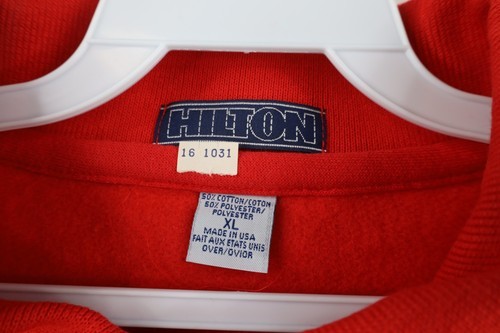 HILTON
16 1031
50% COTTON/COTON
50% POLYESTER/
POLYESTER
XL
MADE IN USA
FAIT AUX ETATS UNIS
OVER/OVIOR